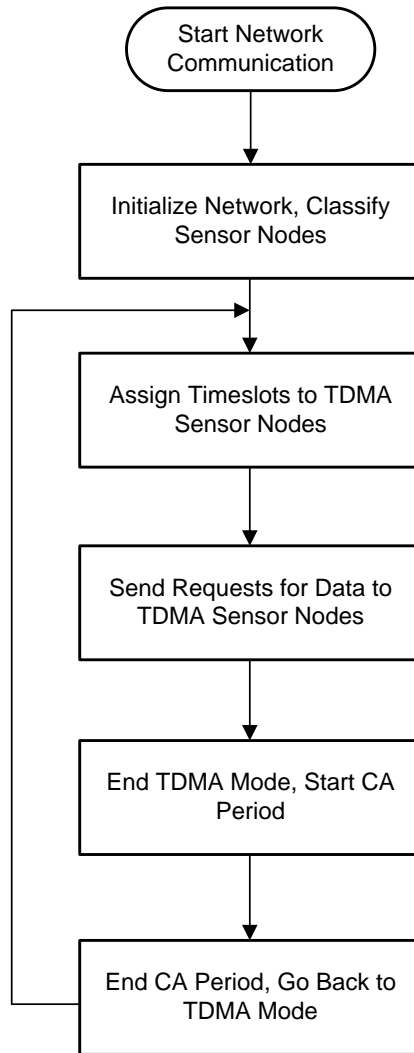 Start Network
Communication
Initialize Network, Classify
Sensor Nodes
Assign Timeslots to TDMA
Sensor Nodes
Send Requests for Data to
TDMA Sensor Nodes
End TDMA Mode, Start CA
Period
End CA Period, Go Back to
TDMA Mode